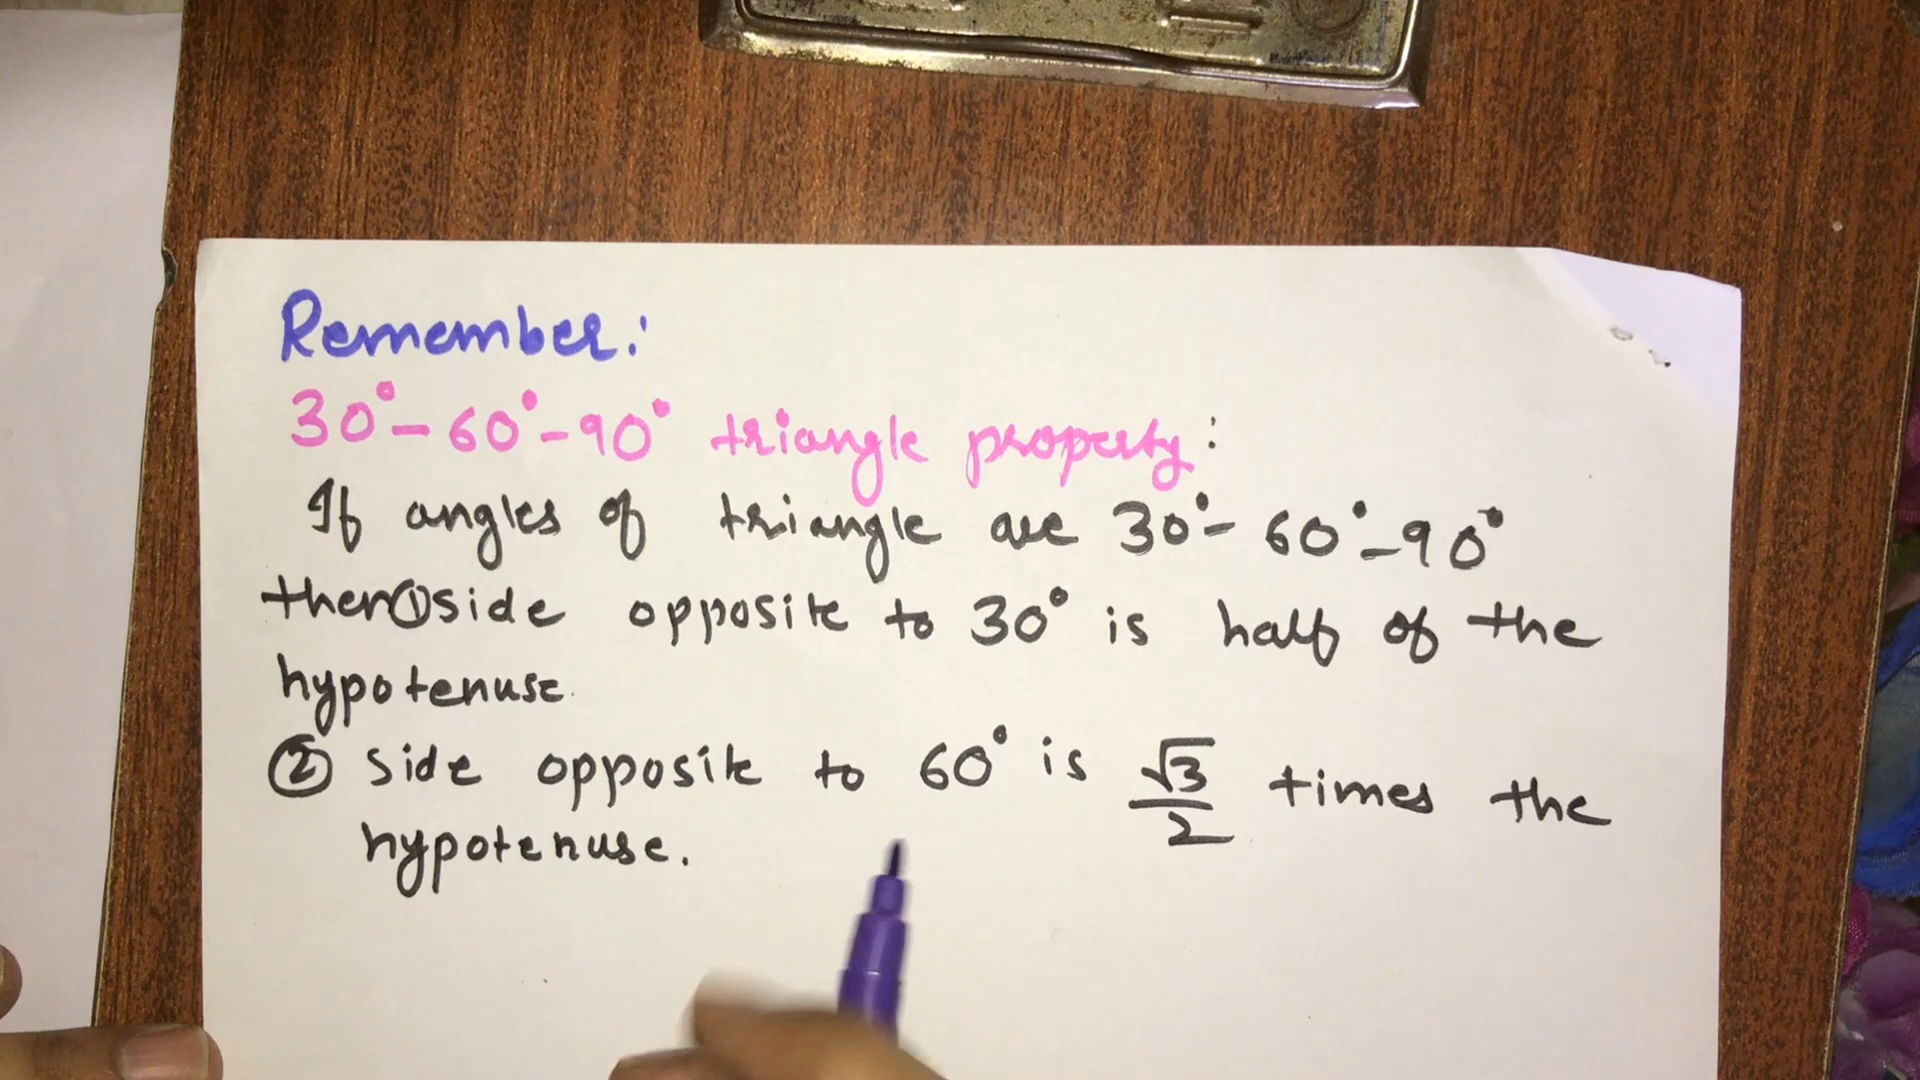 Remember:
30°-60°-90° triangle property:
If angles of triangle are 30°-60°-90°
then ① side opposite to 30° is half of the
hypotenuse.
② side opposite to 60° is √3/2 times the
hypotenuse.